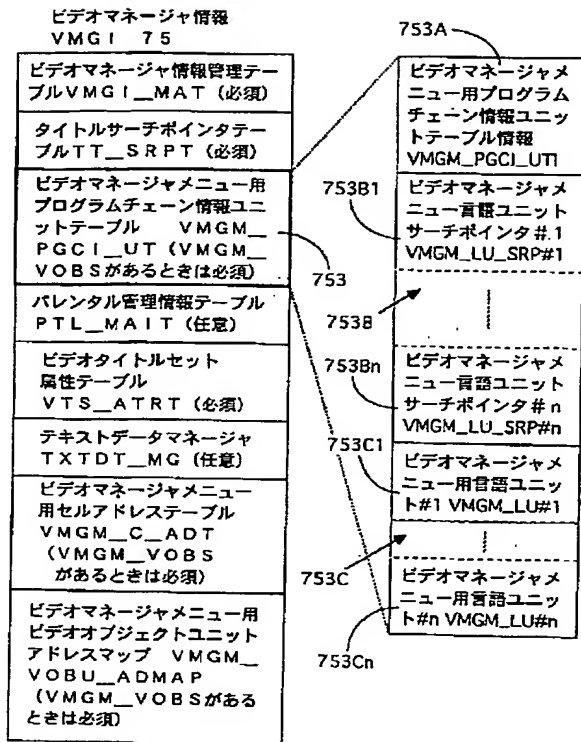 ビデオマネージャ情報
VMGI 75
ビデオマネージャ情報管理テー
ブルVMGI__MAT (必須)
タイトルサーチポインタテー
ブルTT__SRPT (必須)
ビデオマネージャメニュー用
プログラムチェーン情報ユニ
ットテーブル VMGM__
PGCI__UT (VMGM__
VOBSがあるときは必須)
パレンタル管理情報テーブル
PTL__MAIT (任意)
ビデオタイトルセット
属性テーブル
VTS__ATRT (必須)
テキストデータマネージャ
TXTDT__MG (任意)
ビデオマネージャメニュー
用セルアドレステーブル
VMGM__C__ADT
(VMGM__VOBS
があるときは必須)
ビデオマネージャメニュー用
ビデオオブジェクトユニット
アドレスマップ VMGM__
VOBU__ADMAP
(VMGM__VOBSがある
ときは必須)
753
753A
ビデオマネージャメ
ニュー用プログラム
チェーン情報ユニッ
トテーブル情報
VMGM_PGCI_UTI
753B1
ビデオマネージャメ
ニュー言語ユニット
サーチポインタ#.1
VMGM_LU_SRP#1
753B
753Bn
ビデオマネージャメ
ニュー言語ユニット
サーチポインタ#n
VMGM_LU_SRP#n
753C1
ビデオマネージャメ
ニュー用言語ユニッ
ト#1 VMGM_LU#1
753C
ビデオマネージャメ
ニュー用言語ユニッ
ト#n VMGM_LU#n
753Cn